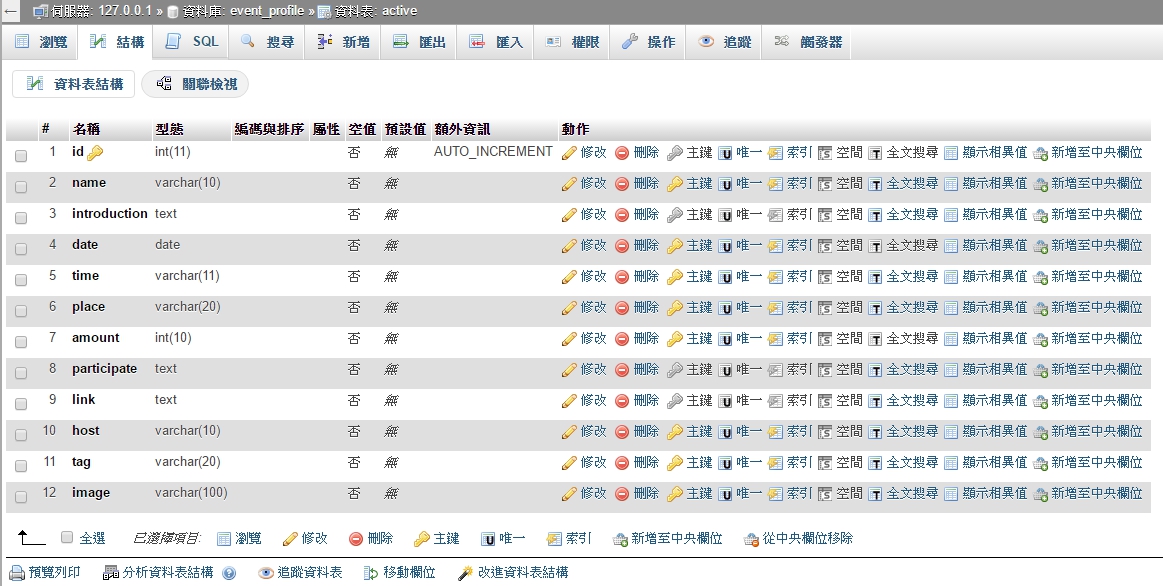 ← 伺服器: 127.0.0.1 » 資料庫: event_profile » 資料表: active
瀏覽 結構 SQL 搜尋 新增 匯出 匯入 權限 操作 追蹤 觸發器
資料表結構 關聯檢視
# 名稱 型態 編碼與排序 屬性 空值 預設值 額外資訊 動作
1 id int(11) 否 無 AUTO_INCREMENT 修改 刪除 主鍵 唯一 索引 空間 全文搜尋 顯示相異值 新增至中央欄位
2 name varchar(10) 否 無 修改 刪除 主鍵 唯一 索引 空間 全文搜尋 顯示相異值 新增至中央欄位
3 introduction text 否 無 修改 刪除 主鍵 唯一 索引 空間 全文搜尋 顯示相異值 新增至中央欄位
4 date date 否 無 修改 刪除 主鍵 唯一 索引 空間 全文搜尋 顯示相異值 新增至中央欄位
5 time varchar(11) 否 無 修改 刪除 主鍵 唯一 索引 空間 全文搜尋 顯示相異值 新增至中央欄位
6 place varchar(20) 否 無 修改 刪除 主鍵 唯一 索引 空間 全文搜尋 顯示相異值 新增至中央欄位
7 amount int(10) 否 無 修改 刪除 主鍵 唯一 索引 空間 全文搜尋 顯示相異值 新增至中央欄位
8 participate text 否 無 修改 刪除 主鍵 唯一 索引 空間 全文搜尋 顯示相異值 新增至中央欄位
9 link text 否 無 修改 刪除 主鍵 唯一 索引 空間 全文搜尋 顯示相異值 新增至中央欄位
10 host varchar(10) 否 無 修改 刪除 主鍵 唯一 索引 空間 全文搜尋 顯示相異值 新增至中央欄位
11 tag varchar(20) 否 無 修改 刪除 主鍵 唯一 索引 空間 全文搜尋 顯示相異值 新增至中央欄位
12 image varchar(100) 否 無 修改 刪除 主鍵 唯一 索引 空間 全文搜尋 顯示相異值 新增至中央欄位
全選 已選擇項目: 瀏覽 修改 刪除 主鍵 唯一 索引 新增至中央欄位 從中央欄位移除
預覽列印 分析資料表結構 追蹤資料表 移動欄位 改進資料表結構